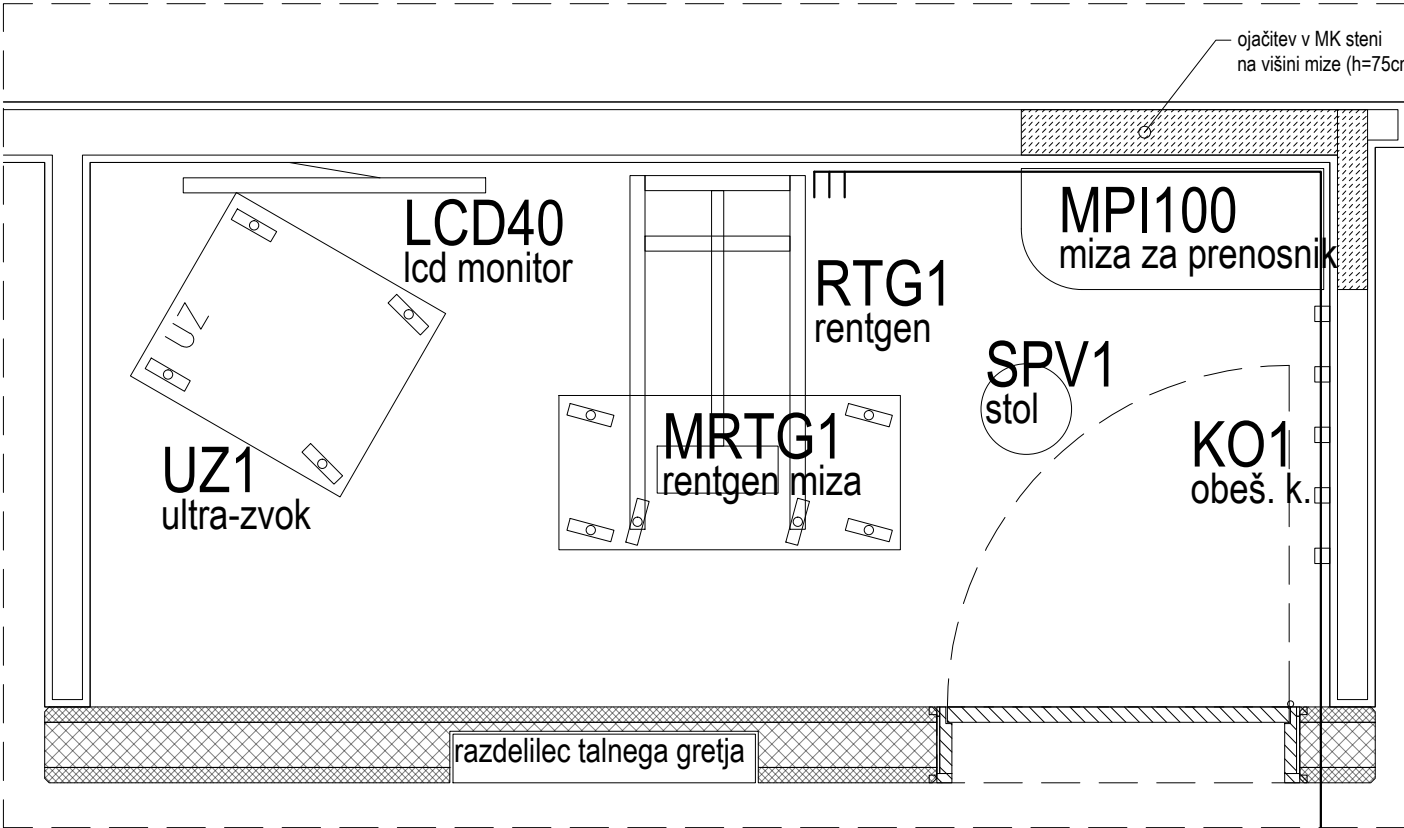 ojačitev v MK steni
na višini mize (h=75cm
LCD40
lcd monitor
MPI100
miza za prenosnik
RTG1
rentgen
UZ
SPV1
stol
MRTG1
rentgen miza
KO1
obeš. k.
UZ1
ultra-zvok
razdelilec talnega gretja